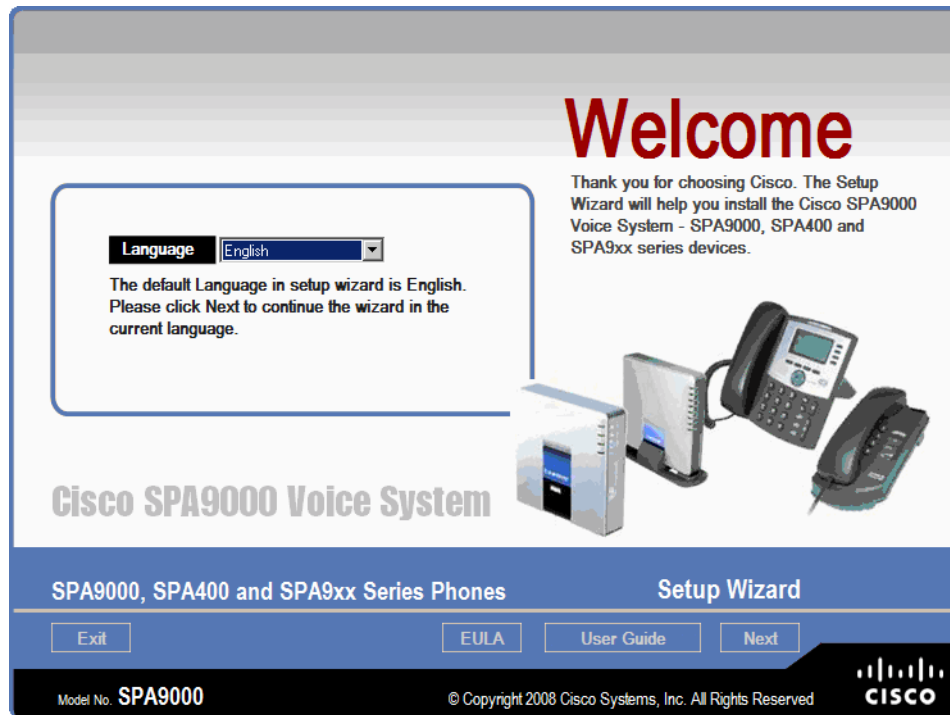 Welcome
Thank you for choosing Cisco. The Setup
Wizard will help you install the Cisco SPA9000
Voice System - SPA9000, SPA400 and
SPA9xx series devices.
Language English
The default Language in setup wizard is English.
Please click Next to continue the wizard in the
current language.
Cisco SPA9000 Voice System
SPA9000, SPA400 and SPA9xx Series Phones
Setup Wizard
Exit
EULA
User Guide
Next
Model No. SPA9000
© Copyright 2008 Cisco Systems, Inc. All Rights Reserved
CISCO